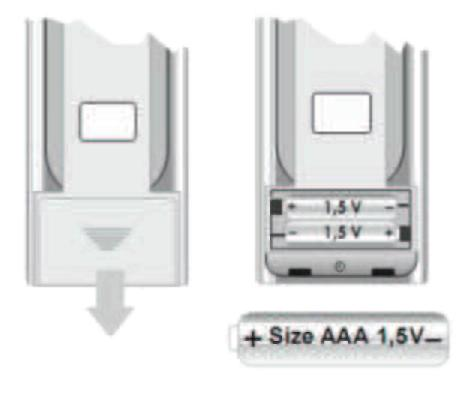 + 1,5 V –
– 1,5 V +
+ Size AAA 1,5V–